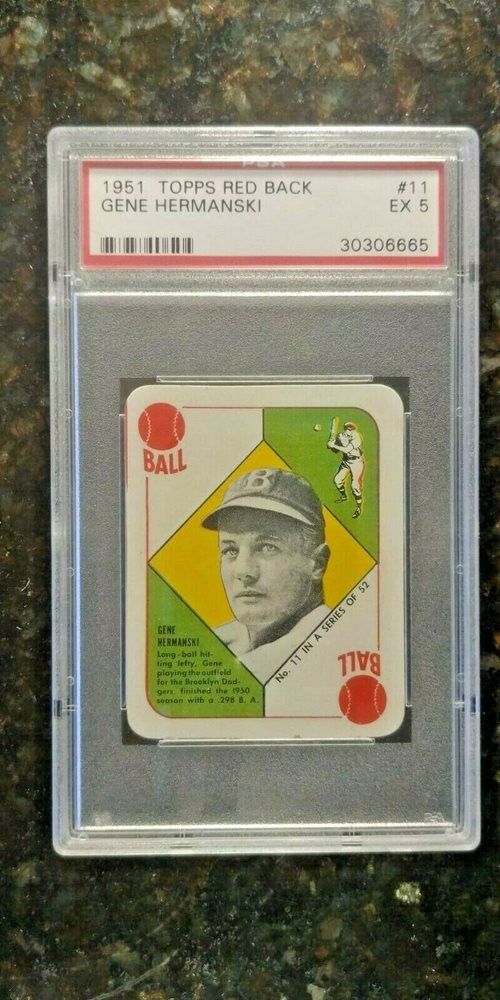 PSA
1951 TOPPS RED BACK #11
GENE HERMANSKI EX 5
30306665
BALL
B
GENE
HERMANSKI
Long-ball hit-
ting lefty, Gene
playing the outfield
for the Brooklyn Dod-
gers finished the 1950
season with a .298 B. A.
No. 11 IN A SERIES OF 52
BALL